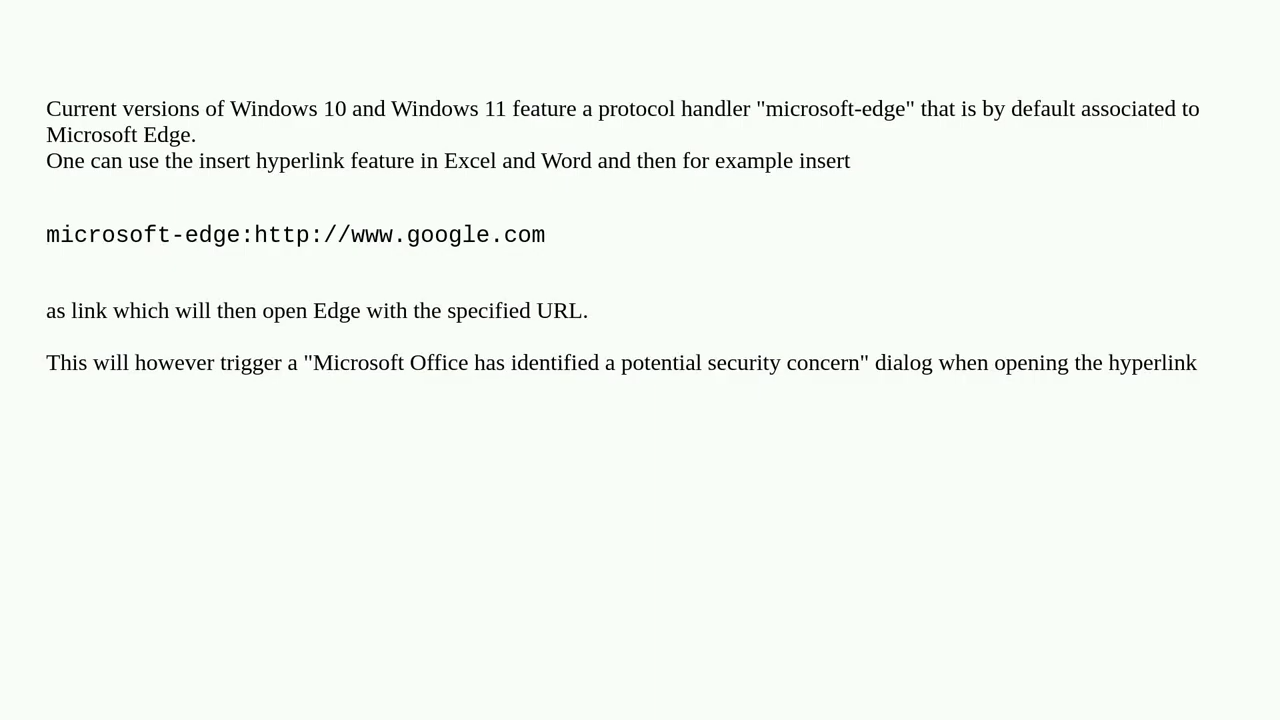 Current versions of Windows 10 and Windows 11 feature a protocol handler "microsoft-edge" that is by default associated to
Microsoft Edge.
One can use the insert hyperlink feature in Excel and Word and then for example insert
microsoft-edge:http://www.google.com
as link which will then open Edge with the specified URL.
This will however trigger a "Microsoft Office has identified a potential security concern" dialog when opening the hyperlink